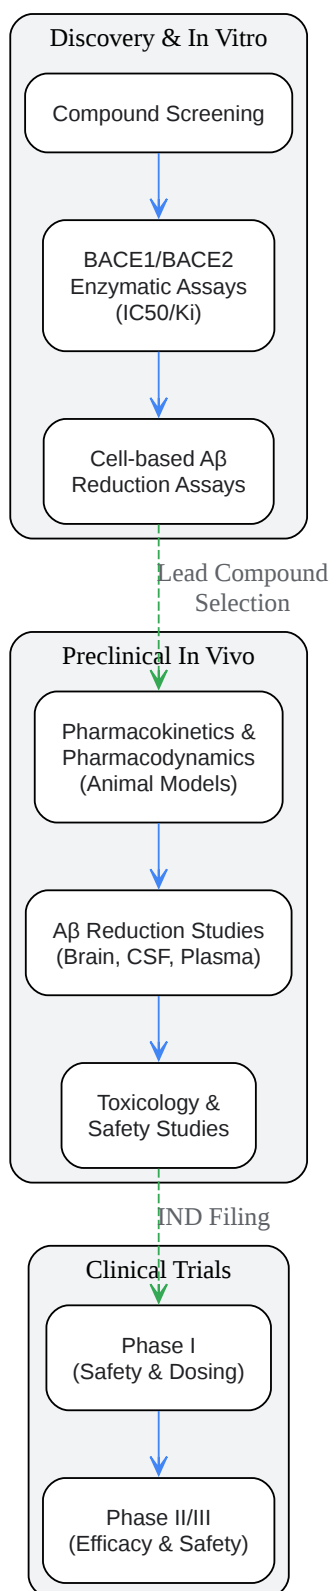 Discovery & In Vitro
Compound Screening
BACE1/BACE2
Enzymatic Assays
(IC50/Ki)
Cell-based Aβ
Reduction Assays
Lead Compound
Selection
Preclinical In Vivo
Pharmacokinetics &
Pharmacodynamics
(Animal Models)
Aβ Reduction Studies
(Brain, CSF, Plasma)
Toxicology &
Safety Studies
IND Filing
Clinical Trials
Phase I
(Safety & Dosing)
Phase II/III
(Efficacy & Safety)